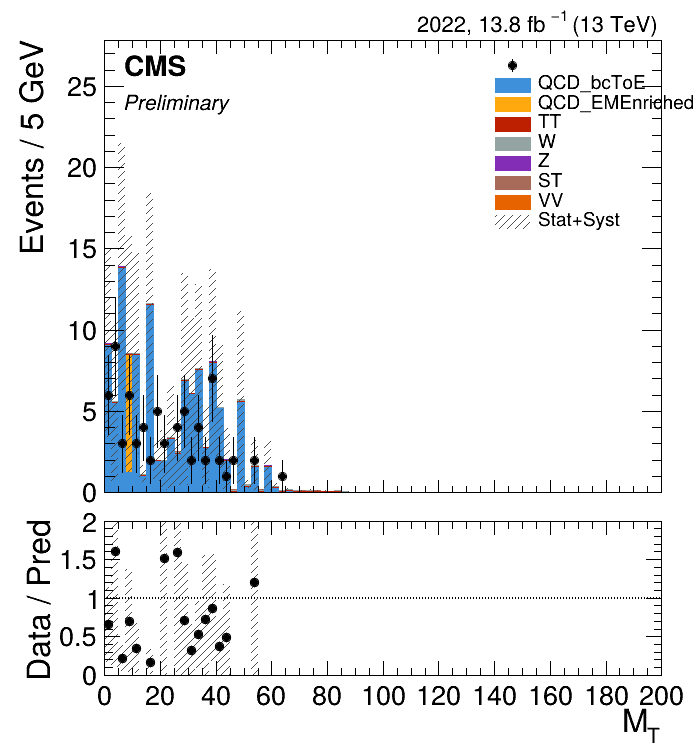 2022, 13.8 fb⁻¹ (13 TeV)
CMS
Preliminary
QCD_bcToE
QCD_EMEnriched
TT
W
Z
ST
VV
Stat+Syst
Events / 5 GeV
25
20
15
10
5
0
Data / Pred
2
1.5
1
0.5
0
0 20 40 60 80 100 120 140 160 180 200
M_T